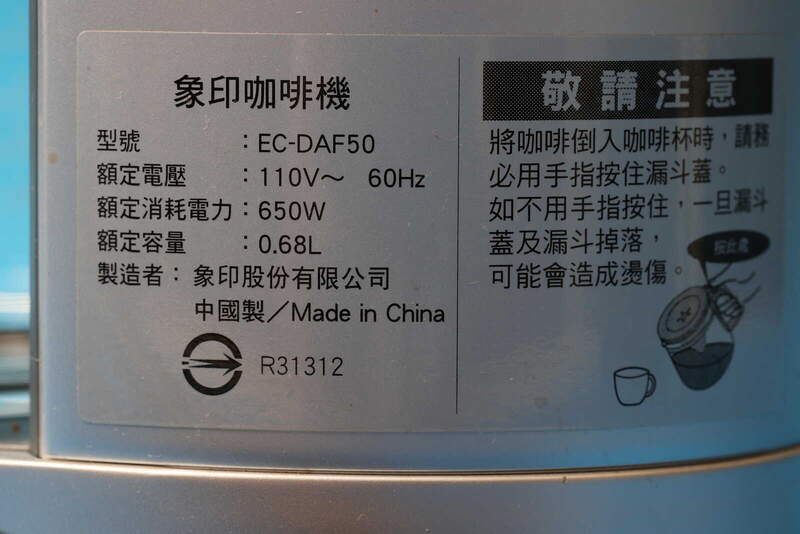 象印咖啡機
型號 : EC-DAF50
額定電壓 : 110V～ 60Hz
額定消耗電力 : 650W
額定容量 : 0.68L
製造者： 象印股份有限公司
中國製／Made in China
R31312
敬請注意
將咖啡倒入咖啡杯時，請務
必用手指按住漏斗蓋。
如不用手指按住，一旦漏斗
蓋及漏斗掉落，
可能會造成燙傷。
按此處